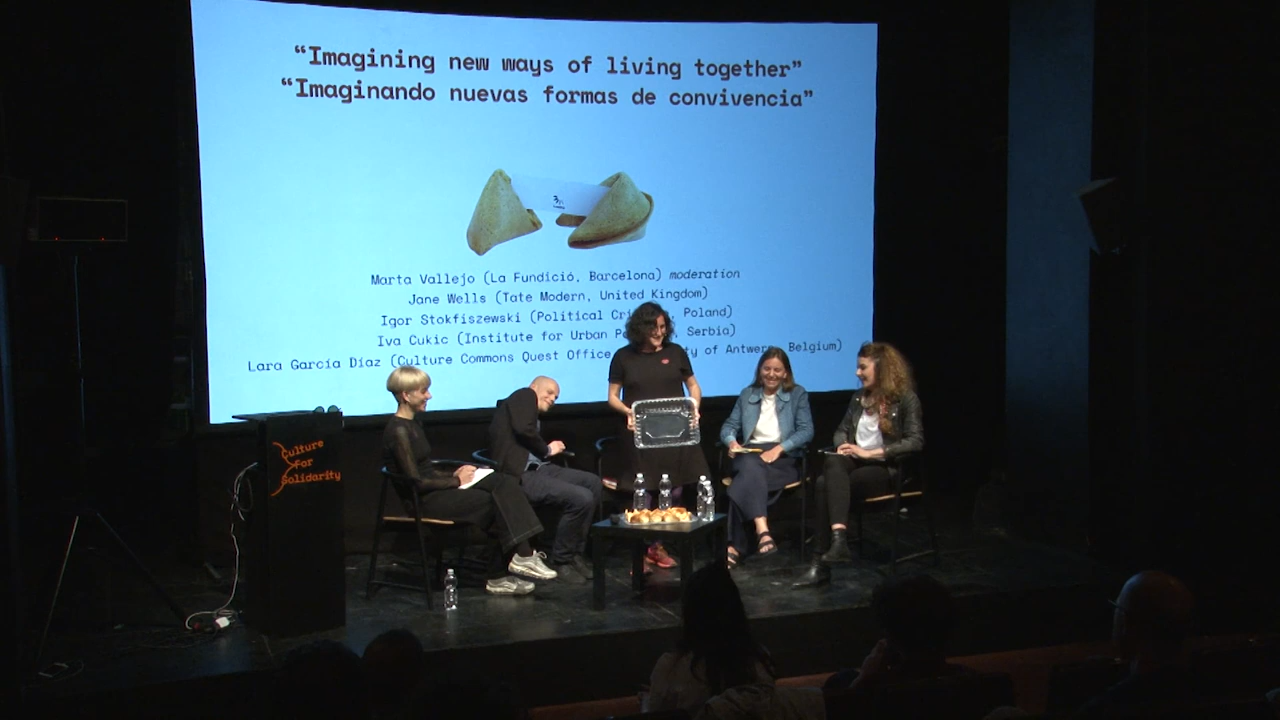 “Imagining new ways of living together”
“Imaginando nuevas formas de convivencia”
Marta Vallejo (La Fundició, Barcelona) moderation
Jane Wells (Tate Modern, United Kingdom)
Igor Stokfiszewski (Political Cri Poland)
Iva Cukic (Institute for Urban Po Serbia)
Lara García Díaz (Culture Commons Quest Office ty of Antwerp, Belgium)
Culture
For
Solidarity